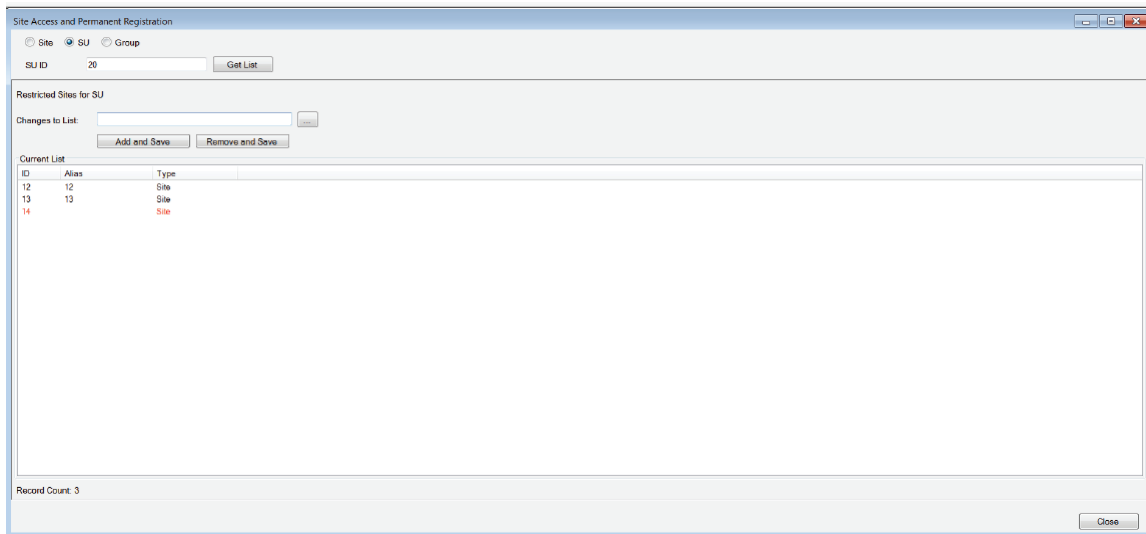 Site Access and Permanent Registration
Site SU Group
SU ID 20 Get List
Restricted Sites for SU
Changes to List: ...
Add and Save Remove and Save
Current List
ID Alias Type
12 12 Site
13 13 Site
14 Site
Record Count: 3
Close